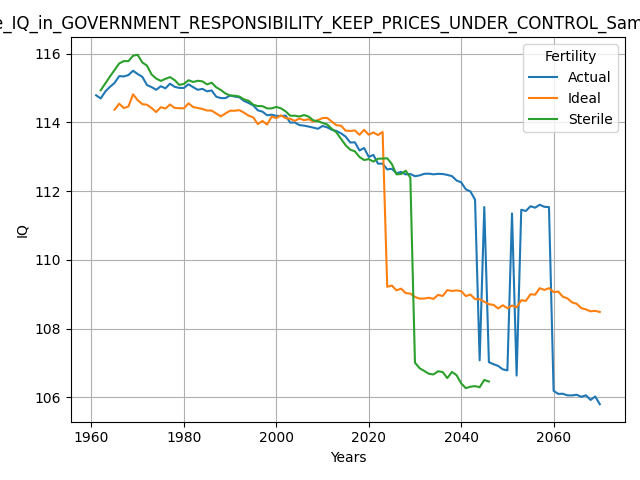 e_IQ_in_GOVERNMENT_RESPONSIBILITY_KEEP_PRICES_UNDER_CONTROL_Sam
Fertility
Actual
Ideal
Sterile
116
114
112
110
108
106
IQ
1960 1980 2000 2020 2040 2060
Years